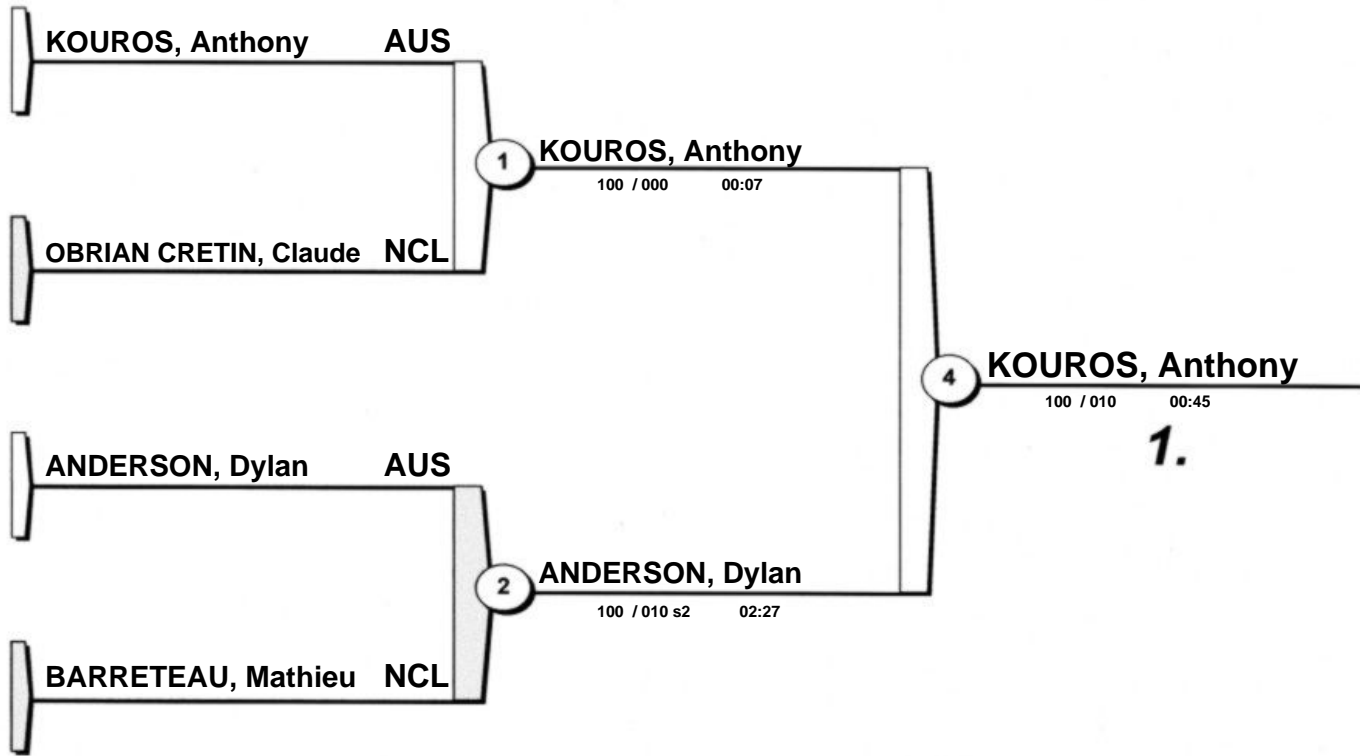 KOUROS, Anthony AUS
1 KOUROS, Anthony
100 / 000 00:07
OBRIAN CRETIN, Claude NCL
4 KOUROS, Anthony
100 / 010 00:45
1.
ANDERSON, Dylan AUS
2 ANDERSON, Dylan
100 / 010 s2 02:27
BARRETEAU, Mathieu NCL